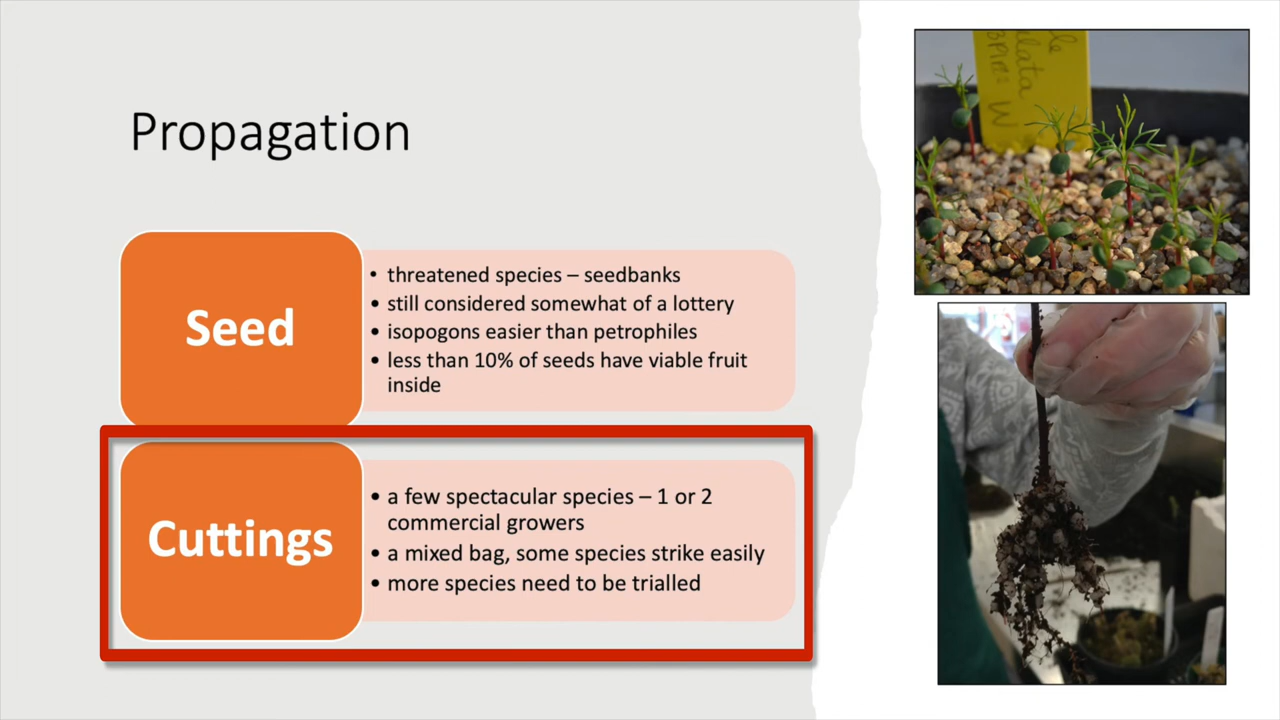 Propagation
Seed
• threatened species – seedbanks
• still considered somewhat of a lottery
• isopogons easier than petrophiles
• less than 10% of seeds have viable fruit
inside
Cuttings
• a few spectacular species – 1 or 2
commercial growers
• a mixed bag, some species strike easily
• more species need to be trialled